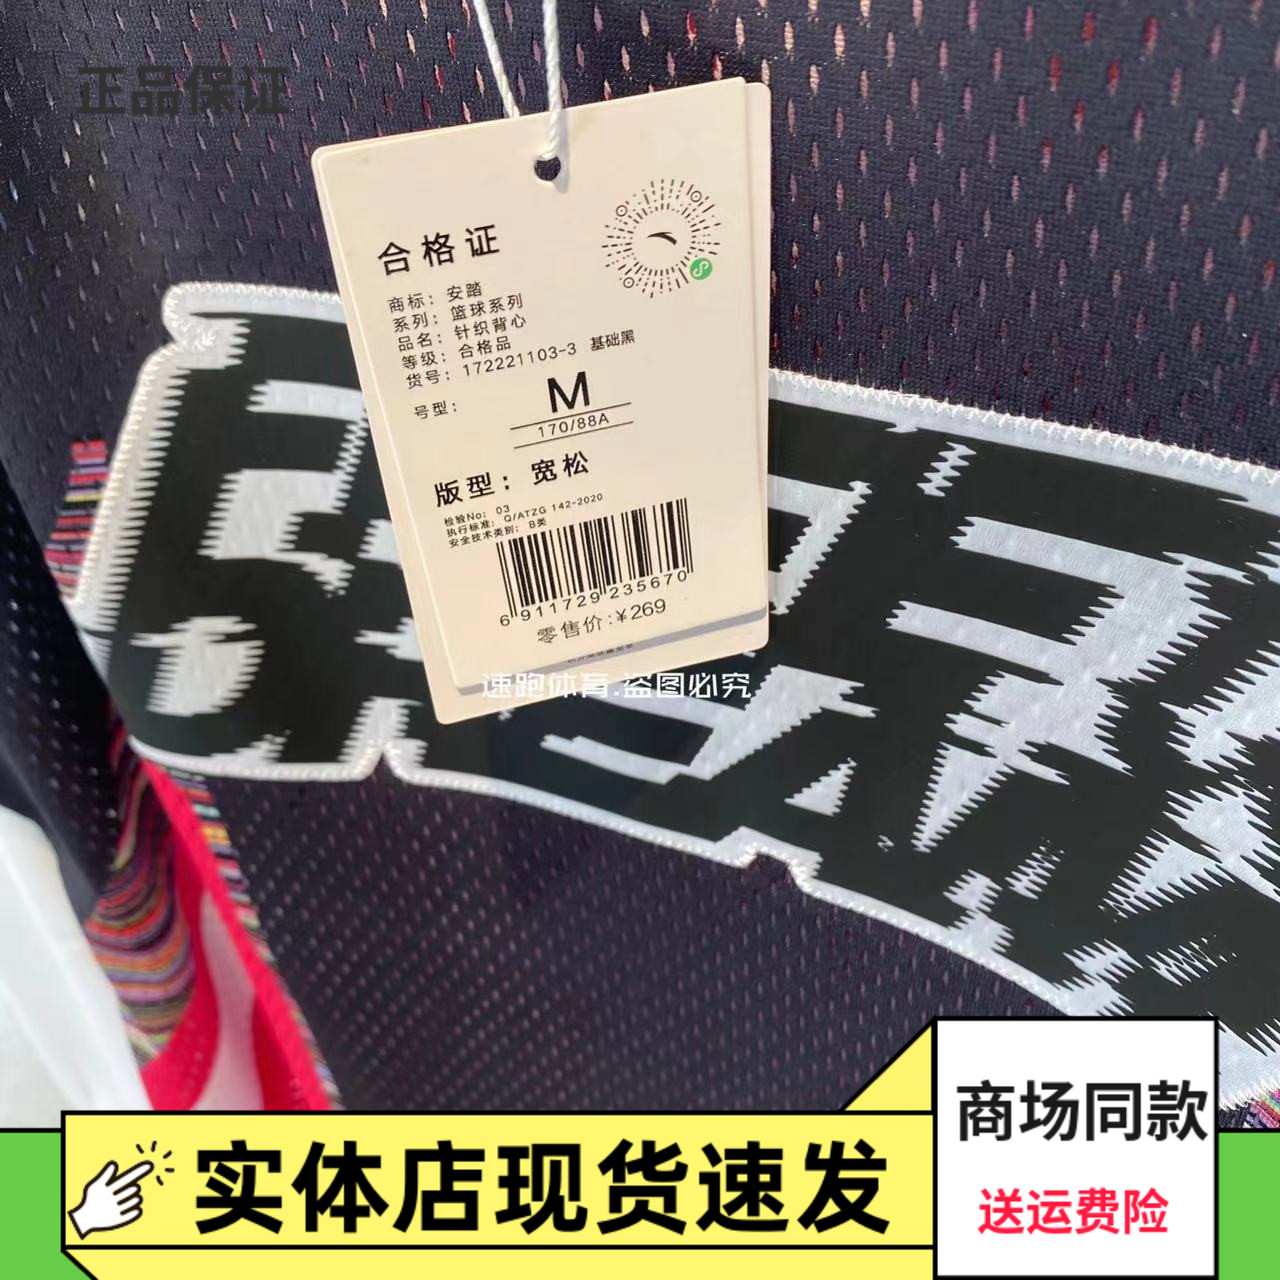 正品保证
合格证
商标：安踏
系列：篮球系列
品名：针织背心
等级：合格品
货号：172221103-3 基础黑
号型：
M
170/88A
版型：宽松
检验No：03
执行标准：Q/ATZG 142-2020
安全技术类别：B类
6 911729 235670
零售价:¥269
速跑体育.盗图必究
商场同款
实体店现货速发
送运费险